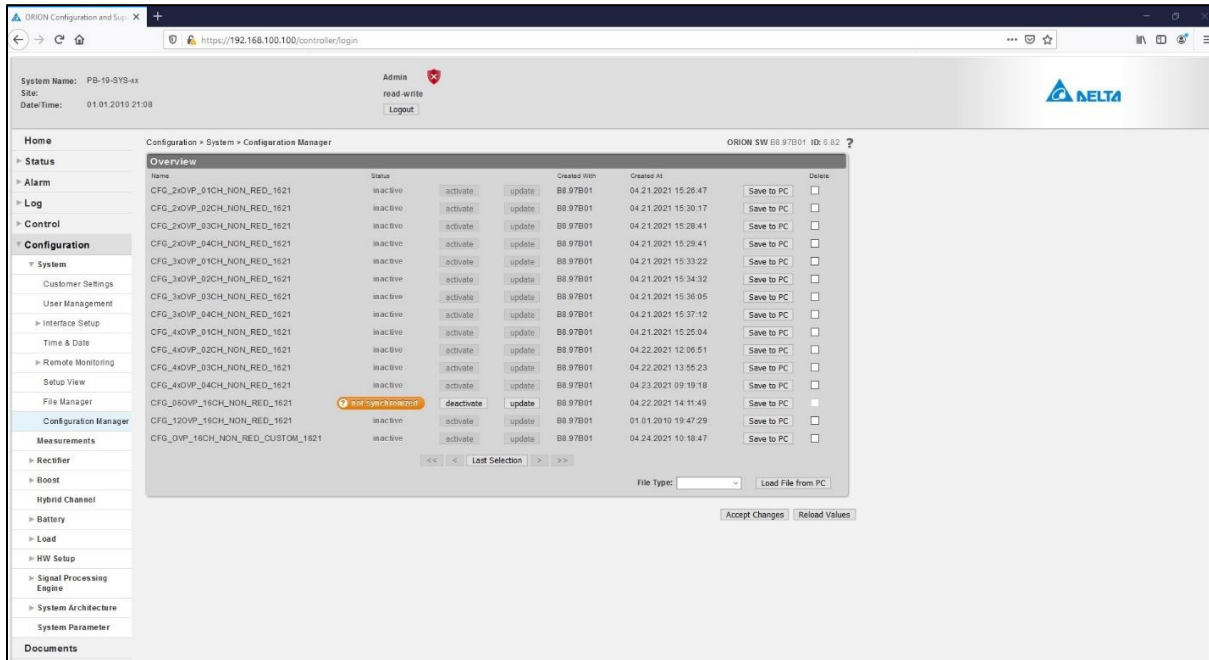 ORION Configuration and Sup
https://192.168.100.100/controller/login
System Name: PB-19-SYS-xx
Site:
Date/Time: 01.01.2010 21:08
Admin
read-write
Logout
DELTA
Home
Status
Alarm
Log
Control
Configuration
System
Customer Settings
User Management
Interface Setup
Time & Date
Remote Monitoring
Setup View
File Manager
Configuration Manager
Measurements
Rectifier
Boost
Hybrid Channel
Battery
Load
HW Setup
Signal Processing
Engine
System Architecture
System Parameter
Documents
Configuration > System > Configuration Manager ORION SW B8.97B01 ID: 6.82 ?
Overview
Name Status Created With Created At Delete
CFG_2xOVP_01CH_NON_RED_1621 inactive activate update B8.97B01 04.21.2021 15:26:47 Save to PC
CFG_2xOVP_02CH_NON_RED_1621 inactive activate update B8.97B01 04.21.2021 15:30:17 Save to PC
CFG_2xOVP_03CH_NON_RED_1621 inactive activate update B8.97B01 04.21.2021 15:28:41 Save to PC
CFG_2xOVP_04CH_NON_RED_1621 inactive activate update B8.97B01 04.21.2021 15:29:41 Save to PC
CFG_3xOVP_01CH_NON_RED_1621 inactive activate update B8.97B01 04.21.2021 15:33:22 Save to PC
CFG_3xOVP_02CH_NON_RED_1621 inactive activate update B8.97B01 04.21.2021 15:34:32 Save to PC
CFG_3xOVP_03CH_NON_RED_1621 inactive activate update B8.97B01 04.21.2021 15:36:05 Save to PC
CFG_3xOVP_04CH_NON_RED_1621 inactive activate update B8.97B01 04.21.2021 15:37:12 Save to PC
CFG_4xOVP_01CH_NON_RED_1621 inactive activate update B8.97B01 04.21.2021 15:25:04 Save to PC
CFG_4xOVP_02CH_NON_RED_1621 inactive activate update B8.97B01 04.22.2021 12:06:51 Save to PC
CFG_4xOVP_03CH_NON_RED_1621 inactive activate update B8.97B01 04.22.2021 13:55:23 Save to PC
CFG_4xOVP_04CH_NON_RED_1621 inactive activate update B8.97B01 04.23.2021 09:19:18 Save to PC
CFG_06OVP_16CH_NON_RED_1621 ? not synchronized deactivate update B8.97B01 04.22.2021 14:11:49 Save to PC
CFG_12OVP_16CH_NON_RED_1621 inactive activate update B8.97B01 01.01.2010 19:47:29 Save to PC
CFG_OVP_16CH_NON_RED_CUSTOM_1621 inactive activate update B8.97B01 04.24.2021 10:18:47 Save to PC
<< < Last Selection > >>
File Type: Load File from PC
Accept Changes Reload Values